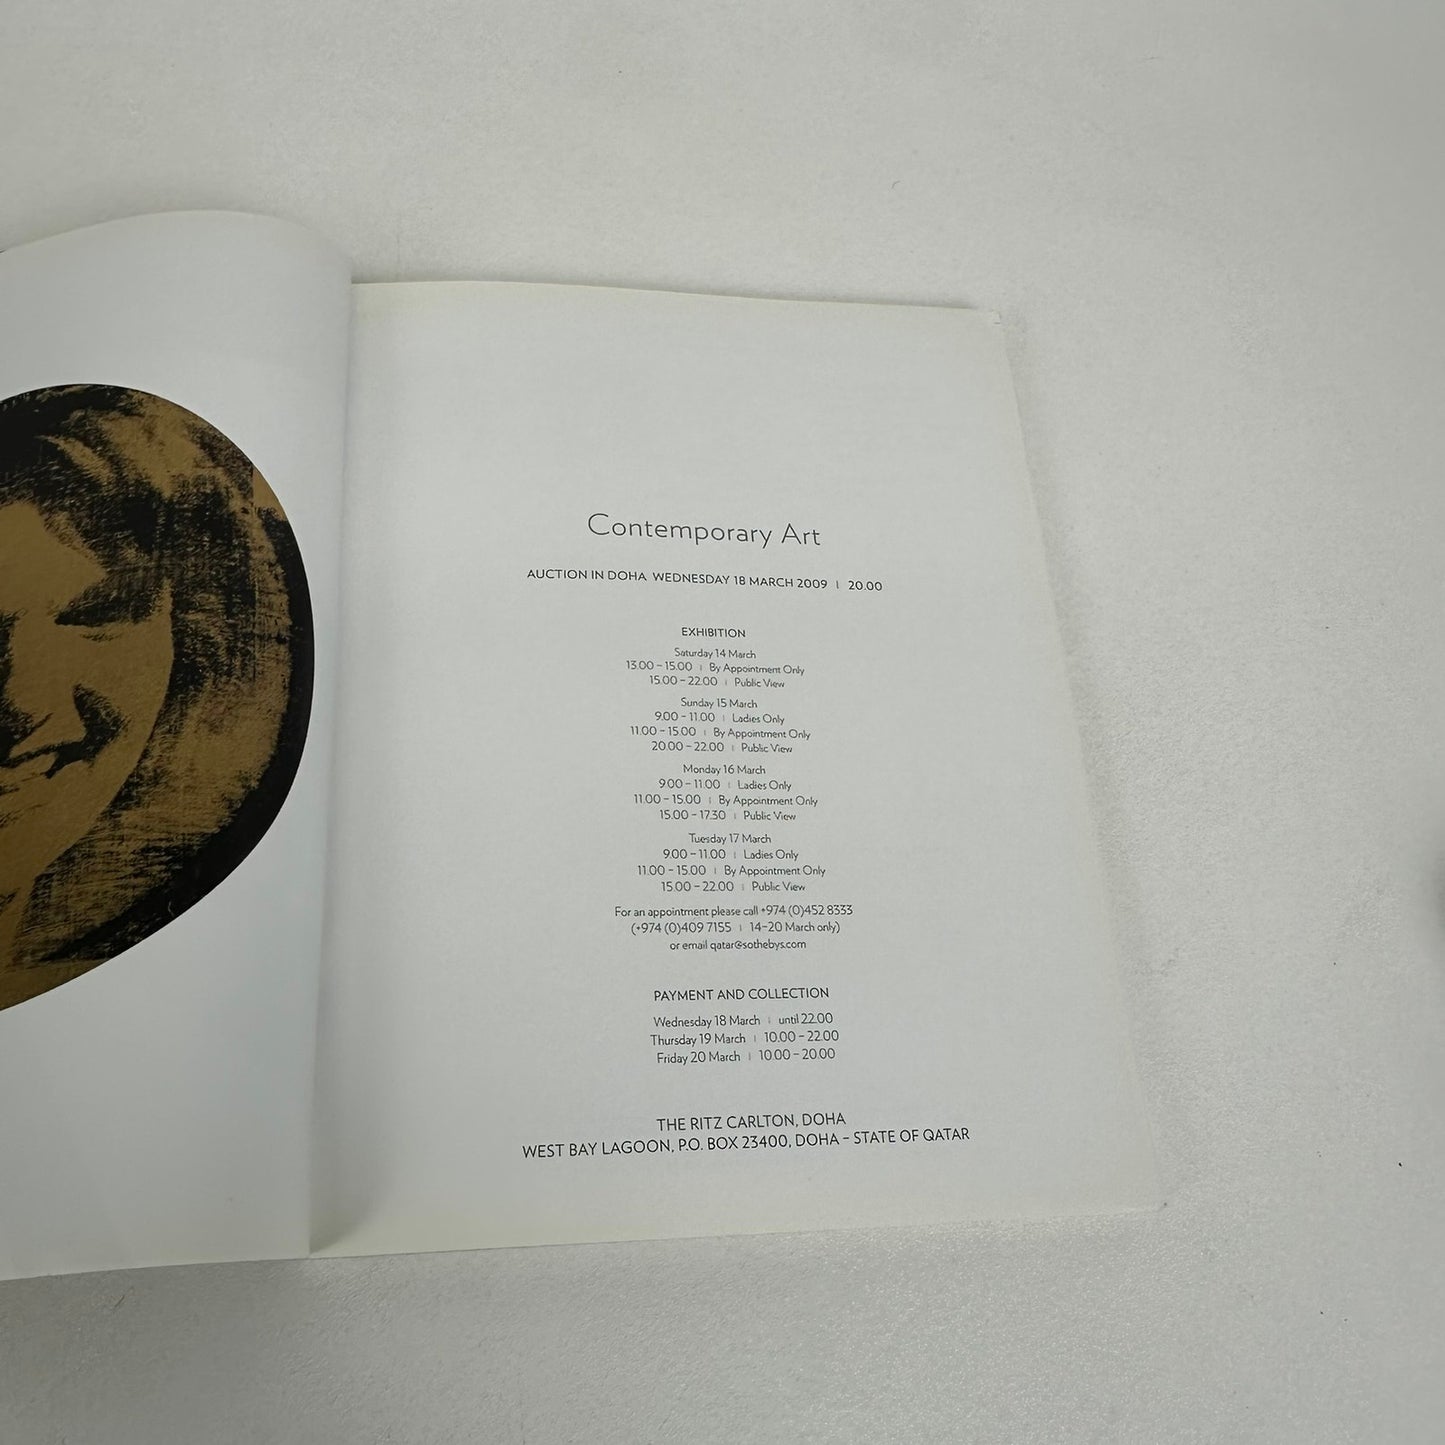 Contemporary Art
AUCTION IN DOHA WEDNESDAY 18 MARCH 2009 | 20.00
EXHIBITION
Saturday 14 March
13.00 – 15.00 | By Appointment Only
15.00 – 22.00 | Public View
Sunday 15 March
9.00 – 11.00 | Ladies Only
11.00 – 15.00 | By Appointment Only
20.00 – 22.00 | Public View
Monday 16 March
9.00 – 11.00 | Ladies Only
11.00 – 15.00 | By Appointment Only
15.00 – 17.30 | Public View
Tuesday 17 March
9.00 – 11.00 | Ladies Only
11.00 – 15.00 | By Appointment Only
15.00 – 22.00 | Public View
For an appointment please call +974 (0)452 8333
(+974 (0)409 7155 | 14–20 March only)
or email qatar@sothebys.com
PAYMENT AND COLLECTION
Wednesday 18 March | until 22.00
Thursday 19 March | 10.00 – 22.00
Friday 20 March | 10.00 – 20.00
THE RITZ CARLTON, DOHA
WEST BAY LAGOON, P.O. BOX 23400, DOHA – STATE OF QATAR